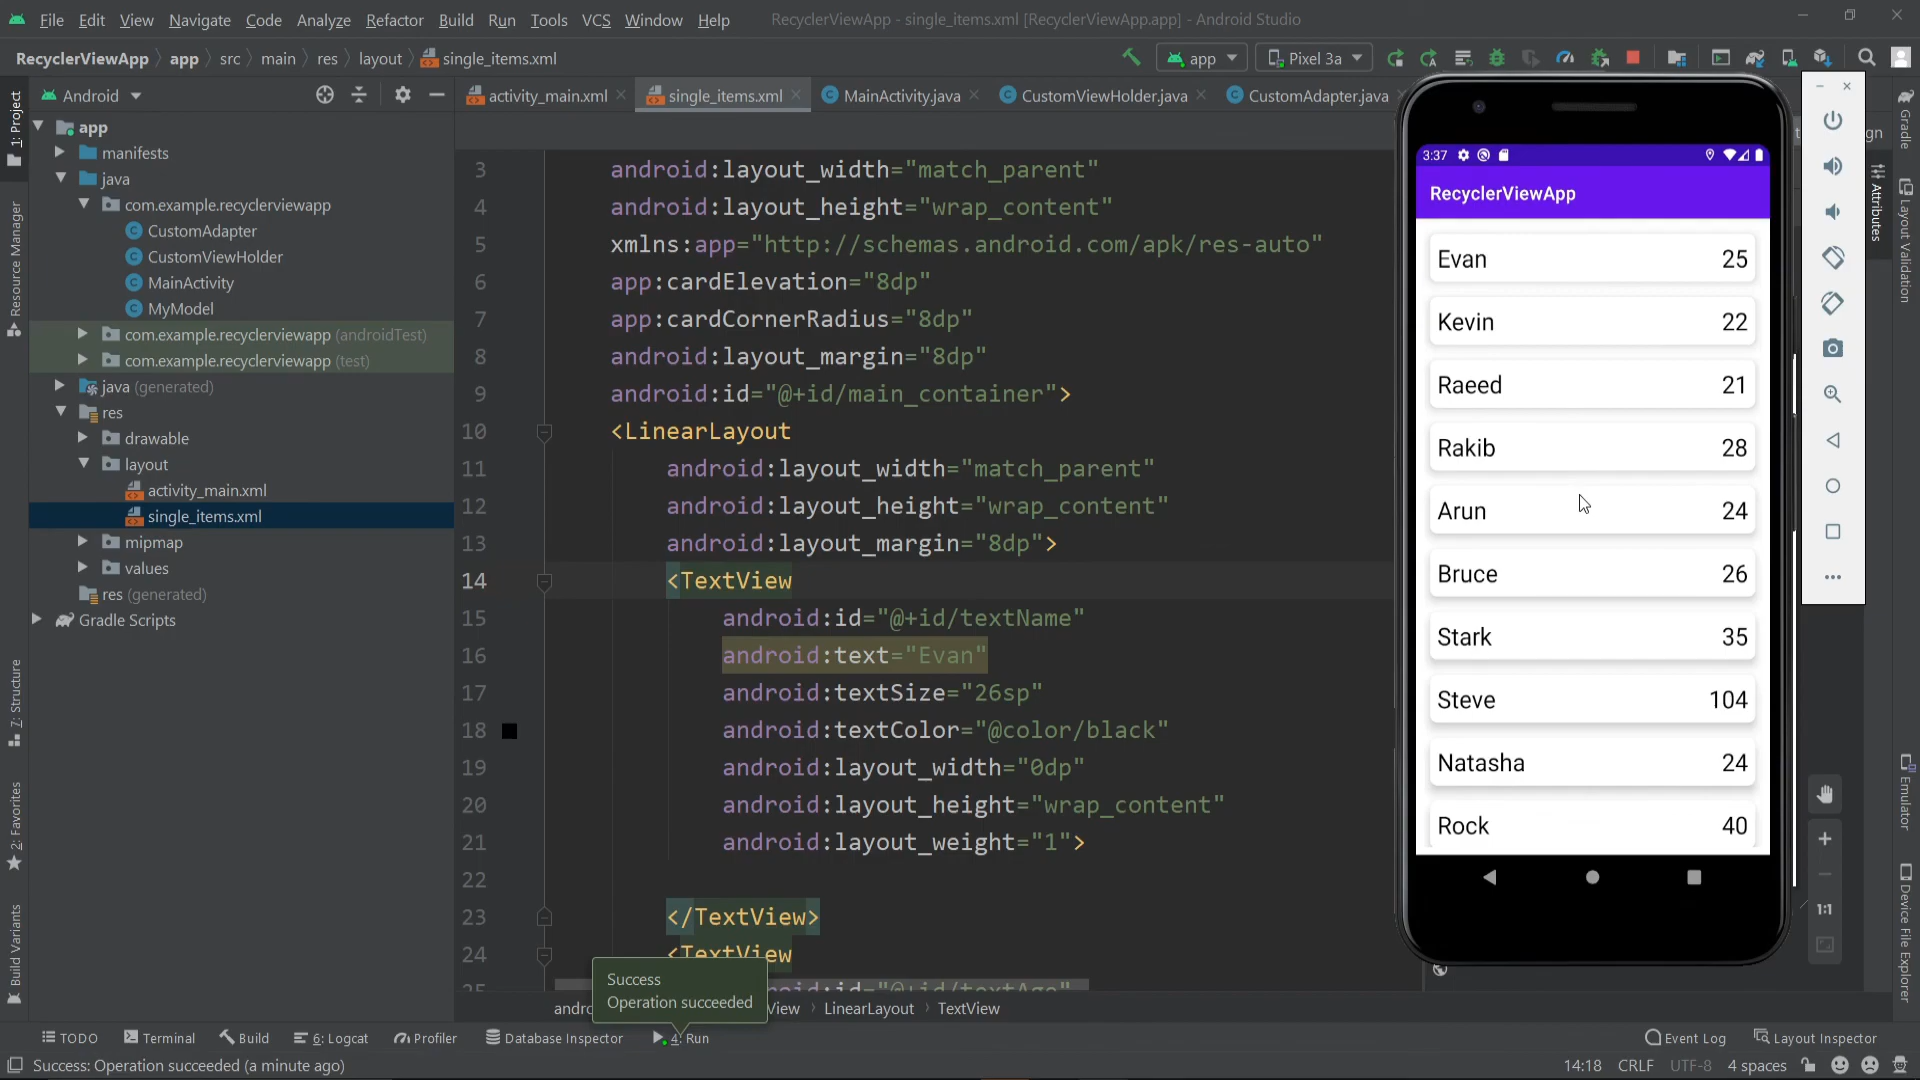 File Edit View Navigate Code Analyze Refactor Build Run Tools VCS Window Help RecyclerViewApp - single_items.xml [RecyclerViewApp.app] - Android Studio
RecyclerViewApp app src main res layout single_items.xml app Pixel 3a
Android
activity_main.xml single_items.xml MainActivity.java CustomViewHolder.java CustomAdapter.java
1: Project
Resource Manager
7: Structure
2: Favorites
Build Variants
app
manifests
java
com.example.recyclerviewapp
CustomAdapter
CustomViewHolder
MainActivity
MyModel
com.example.recyclerviewapp (androidTest)
com.example.recyclerviewapp (test)
java (generated)
res
drawable
layout
activity_main.xml
single_items.xml
mipmap
values
res (generated)
Gradle Scripts
3 android:layout_width="match_parent"
4 android:layout_height="wrap_content"
5 xmlns:app="http://schemas.android.com/apk/res-auto"
6 app:cardElevation="8dp"
7 app:cardCornerRadius="8dp"
8 android:layout_margin="8dp"
9 android:id="@+id/main_container">
10 <LinearLayout
11 android:layout_width="match_parent"
12 android:layout_height="wrap_content"
13 android:layout_margin="8dp">
14 <TextView
15 android:id="@+id/textName"
16 android:text="Evan"
17 android:textSize="26sp"
18 android:textColor="@color/black"
19 android:layout_width="0dp"
20 android:layout_height="wrap_content"
21 android:layout_weight="1">
22
23 </TextView>
24 <TextView
25 android:id="@+id/textAge"
Success
Operation succeeded
LinearLayout TextView
3:37
RecyclerViewApp
Evan 25
Kevin 22
Raeed 21
Rakib 28
Arun 24
Bruce 26
Stark 35
Steve 104
Natasha 24
Rock 40
1:1
Attributes
Gradle
Layout Validation
Emulator
Device File Explorer
TODO Terminal Build 6: Logcat Profiler Database Inspector 4: Run Event Log Layout Inspector
Success: Operation succeeded (a minute ago) 14:18 CRLF UTF-8 4 spaces